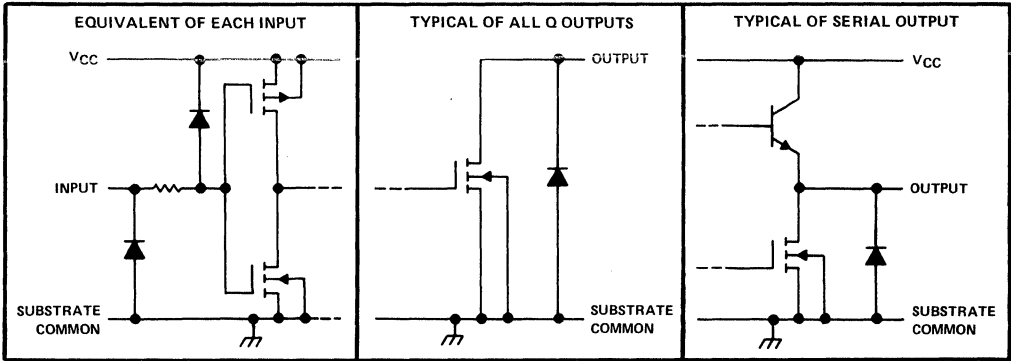 EQUIVALENT OF EACH INPUT
VCC
INPUT
SUBSTRATE
COMMON
TYPICAL OF ALL Q OUTPUTS
OUTPUT
SUBSTRATE
COMMON
TYPICAL OF SERIAL OUTPUT
VCC
OUTPUT
SUBSTRATE
COMMON